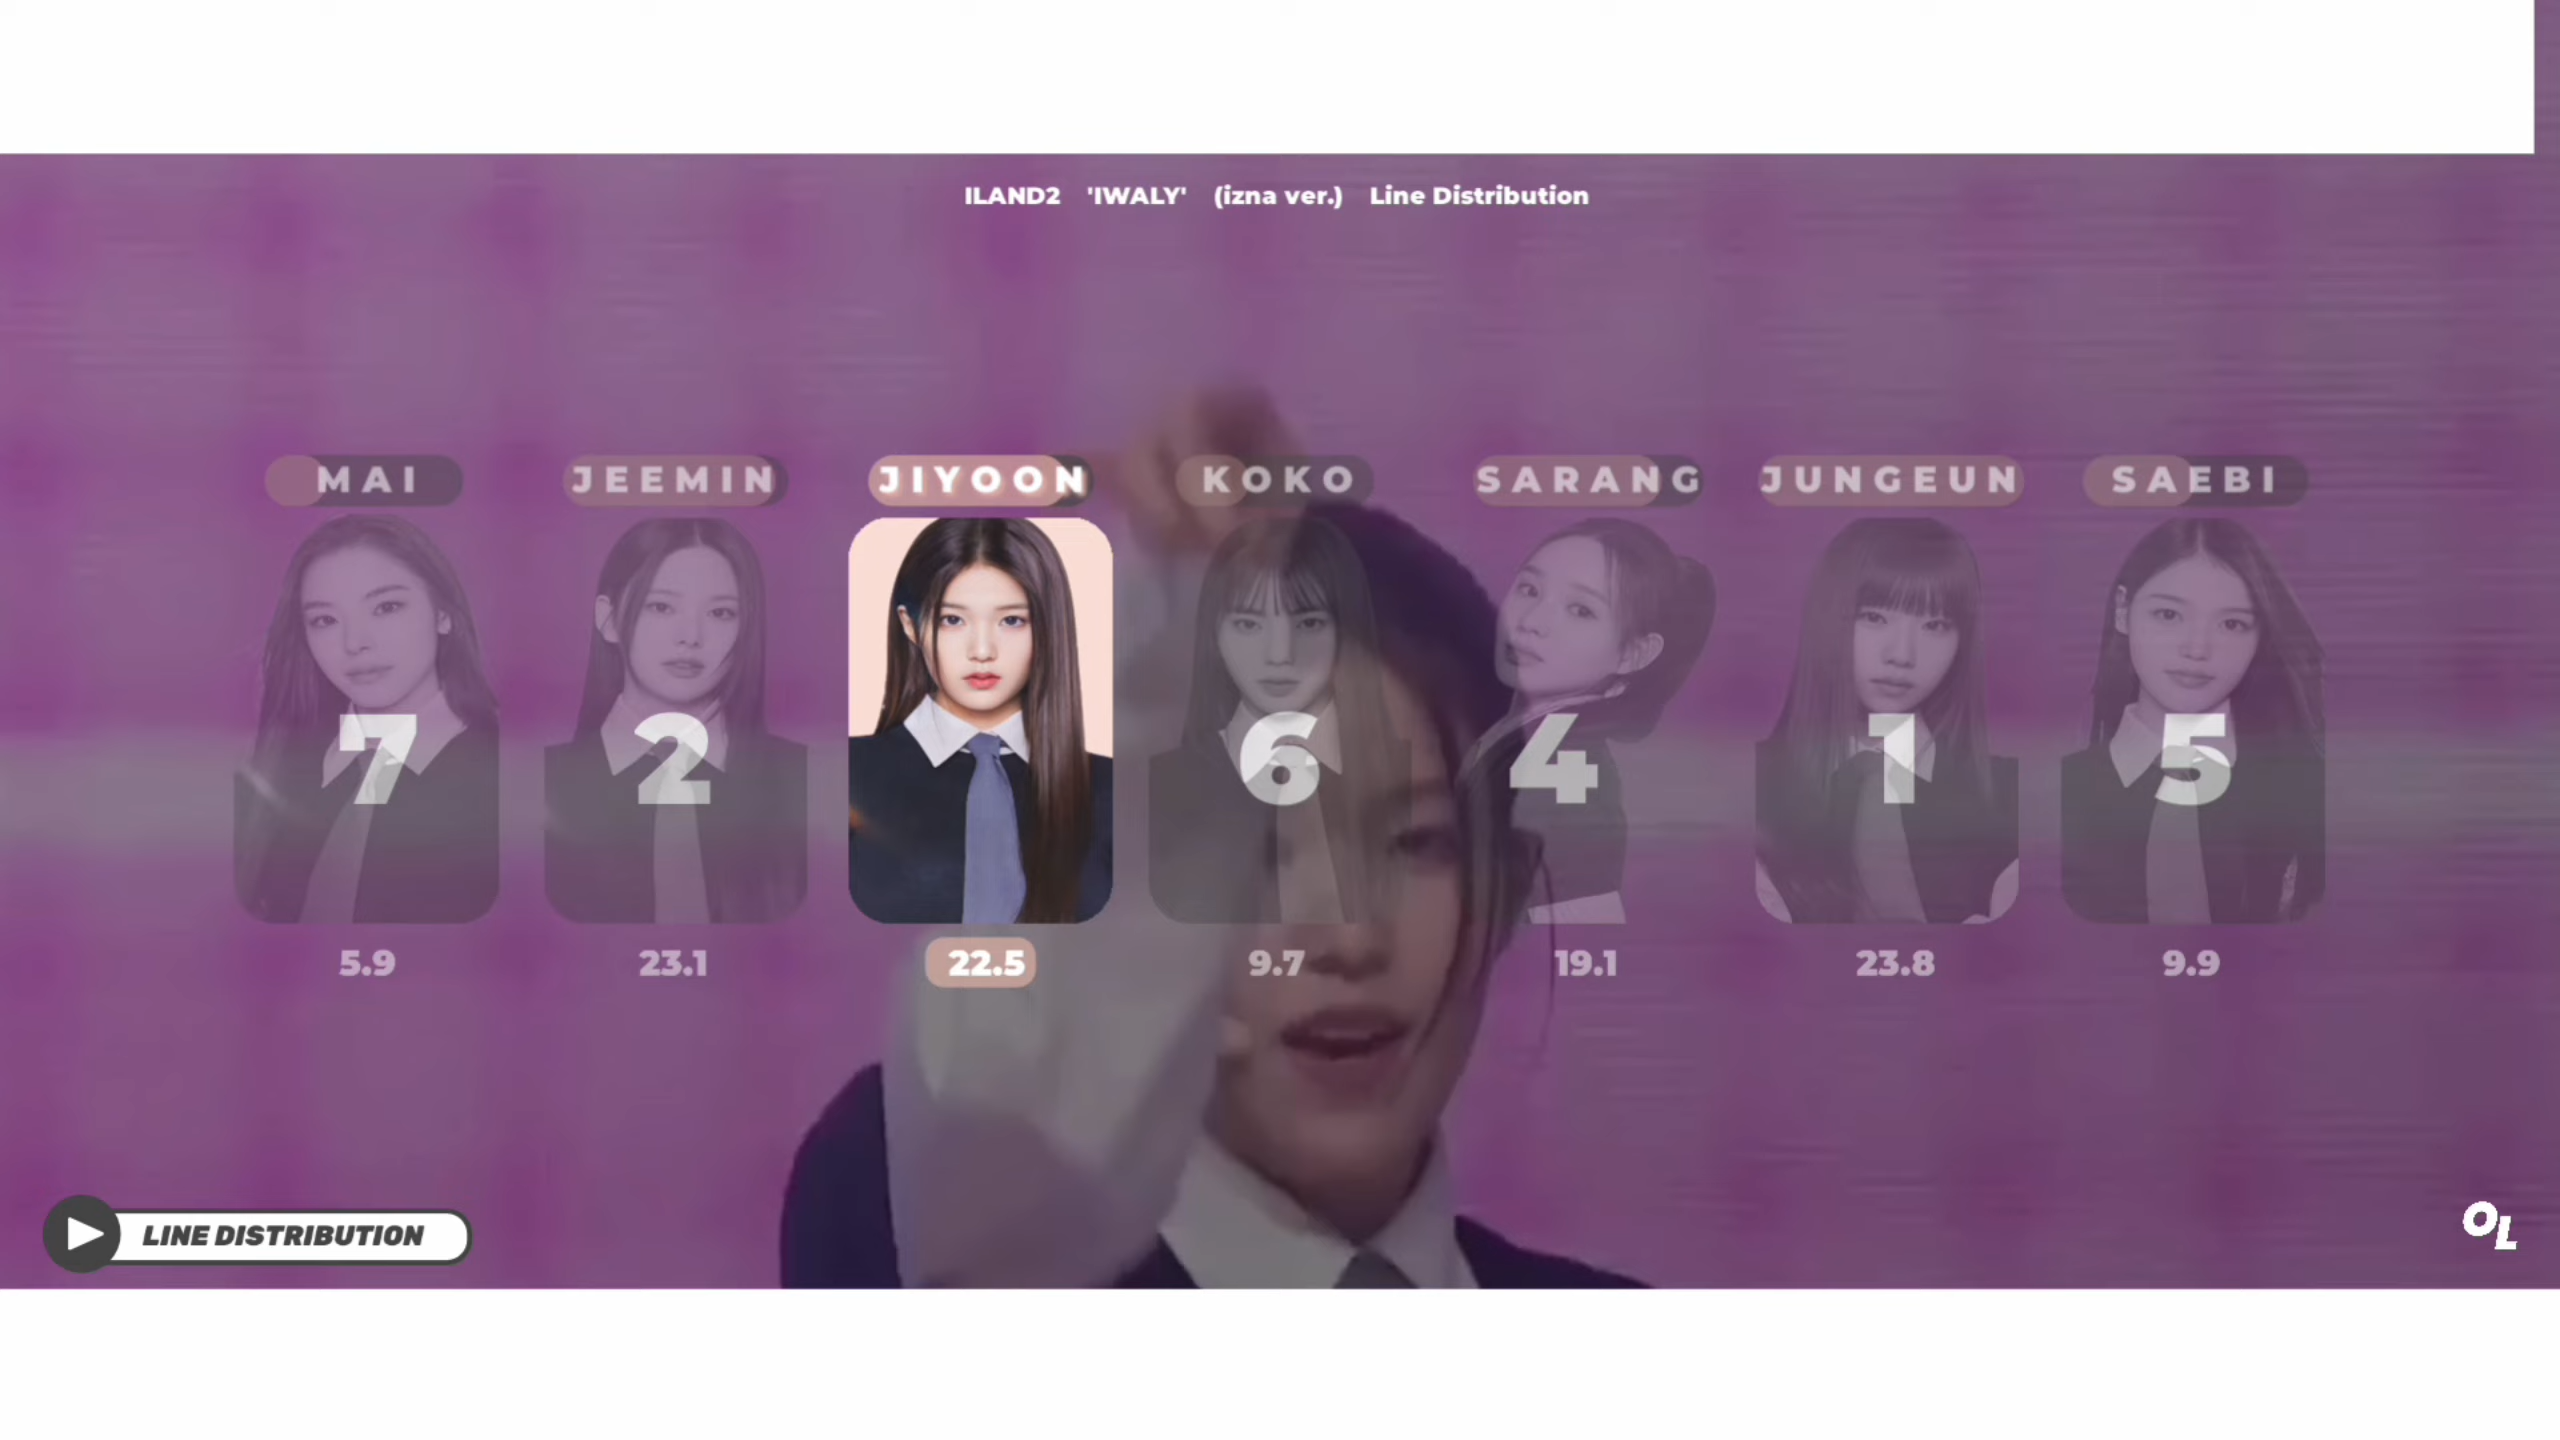 ILAND2 'IWALY' (izna ver.) Line Distribution
MAI JEEMIN JIYOON KOKO SARANG JUNGEUN SAEBI
7 2 6 4 1 5
5.9 23.1 22.5 9.7 19.1 23.8 9.9
LINE DISTRIBUTION
OL